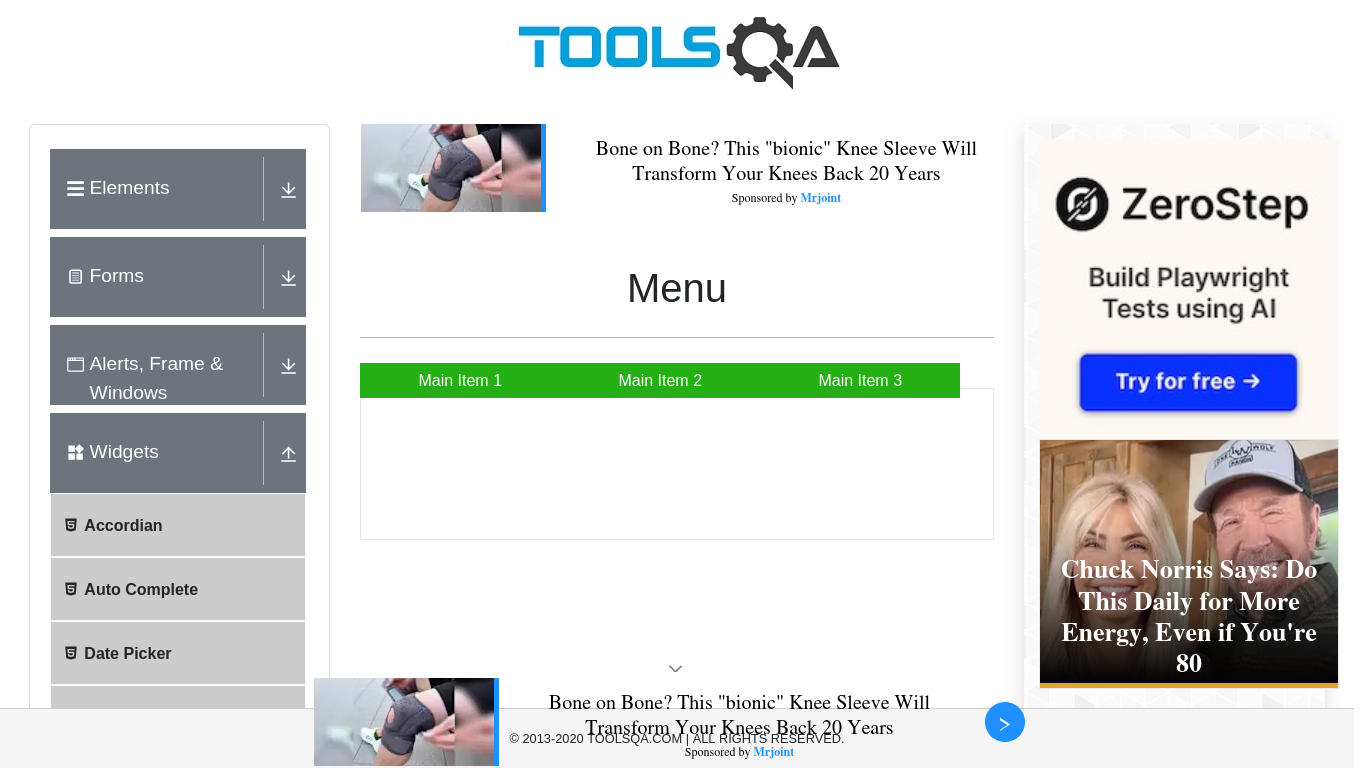 TOOLSQA
Elements
Forms
Alerts, Frame &
Windows
Widgets
Accordian
Auto Complete
Date Picker
Bone on Bone? This "bionic" Knee Sleeve Will
Transform Your Knees Back 20 Years
Sponsored by Mrjoint
Menu
Main Item 1
Main Item 2
Main Item 3
ZeroStep
Build Playwright
Tests using AI
Try for free →
Chuck Norris Says: Do
This Daily for More
Energy, Even if You're
80
Bone on Bone? This "bionic" Knee Sleeve Will
Transform Your Knees Back 20 Years
© 2013-2020 TOOLSQA.COM | ALL RIGHTS RESERVED.
Sponsored by Mrjoint